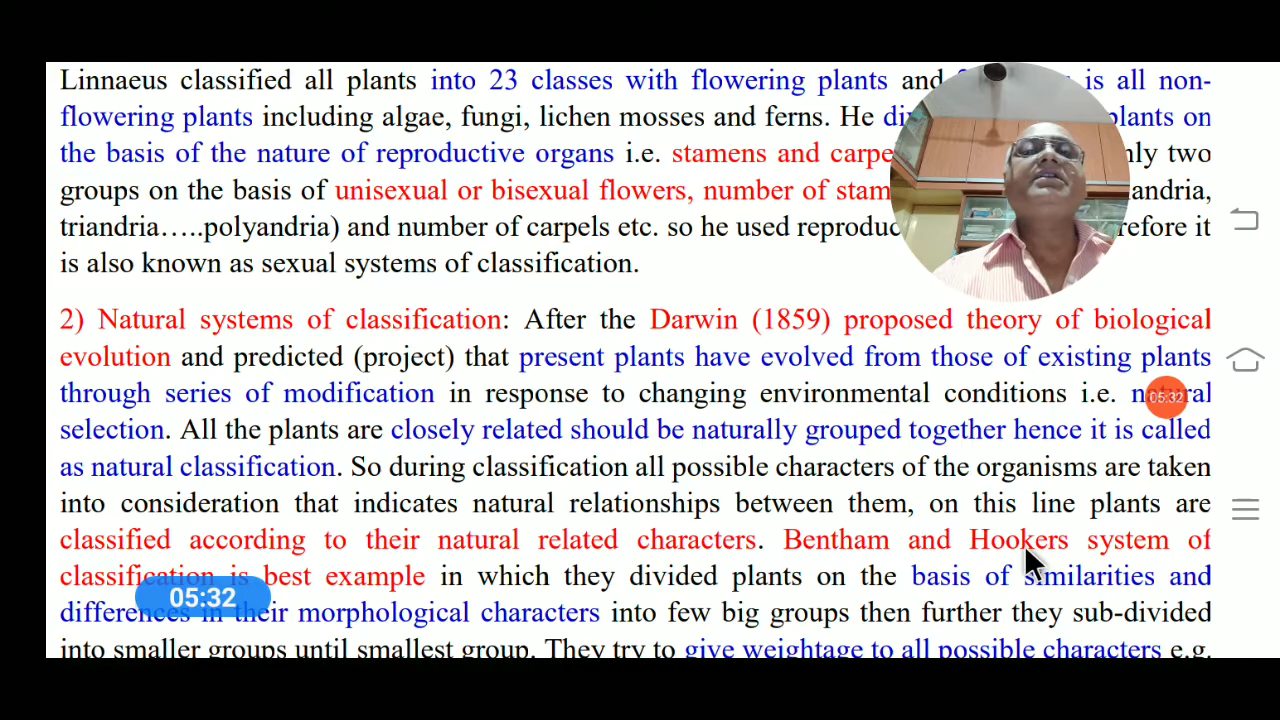 Linnaeus classified all plants into 23 classes with flowering plants and is all non-
flowering plants including algae, fungi, lichen mosses and ferns. He plants on
the basis of the nature of reproductive organs i.e. stamens and two
groups on the basis of unisexual or bisexual flowers, number of
triandria…..polyandria) and number of carpels etc. so he used it
is also known as sexual systems of classification.
2) Natural systems of classification: After the Darwin (1859) proposed theory of biological
evolution and predicted (project) that present plants have evolved from those of existing plants
through series of modification in response to changing environmental conditions i.e. natural
05:32
selection. All the plants are closely related should be naturally grouped together hence it is called
as natural classification. So during classification all possible characters of the organisms are taken
into consideration that indicates natural relationships between them, on this line plants are
classified according to their natural related characters. Bentham and Hookers system of
classification is best example in which they divided plants on the basis of similarities and
05:32
differences in their morphological characters into few big groups then further they sub-divided
into smaller groups until smallest group. They try to give weightage to all possible characters e.g.